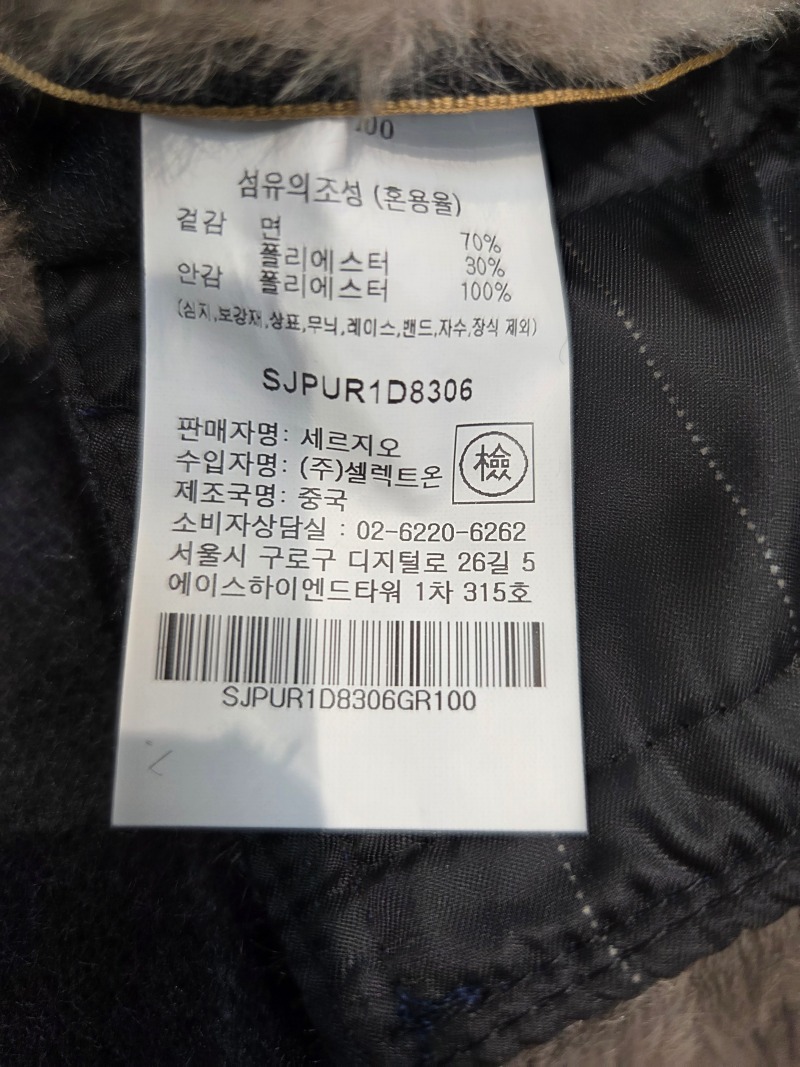 100
섬유의조성 (혼용율)
겉감 면 70%
폴리에스터 30%
안감 폴리에스터 100%
(심지,보강재,상표,무늬,레이스,밴드,자수,장식 제외)
SJPUR1D8306
판매자명: 세르지오
수입자명: (주)셀렉트온
檢
제조국명: 중국
소비자상담실 : 02-6220-6262
서울시 구로구 디지털로 26길 5
에이스하이엔드타워 1차 315호
SJPUR1D8306GR100